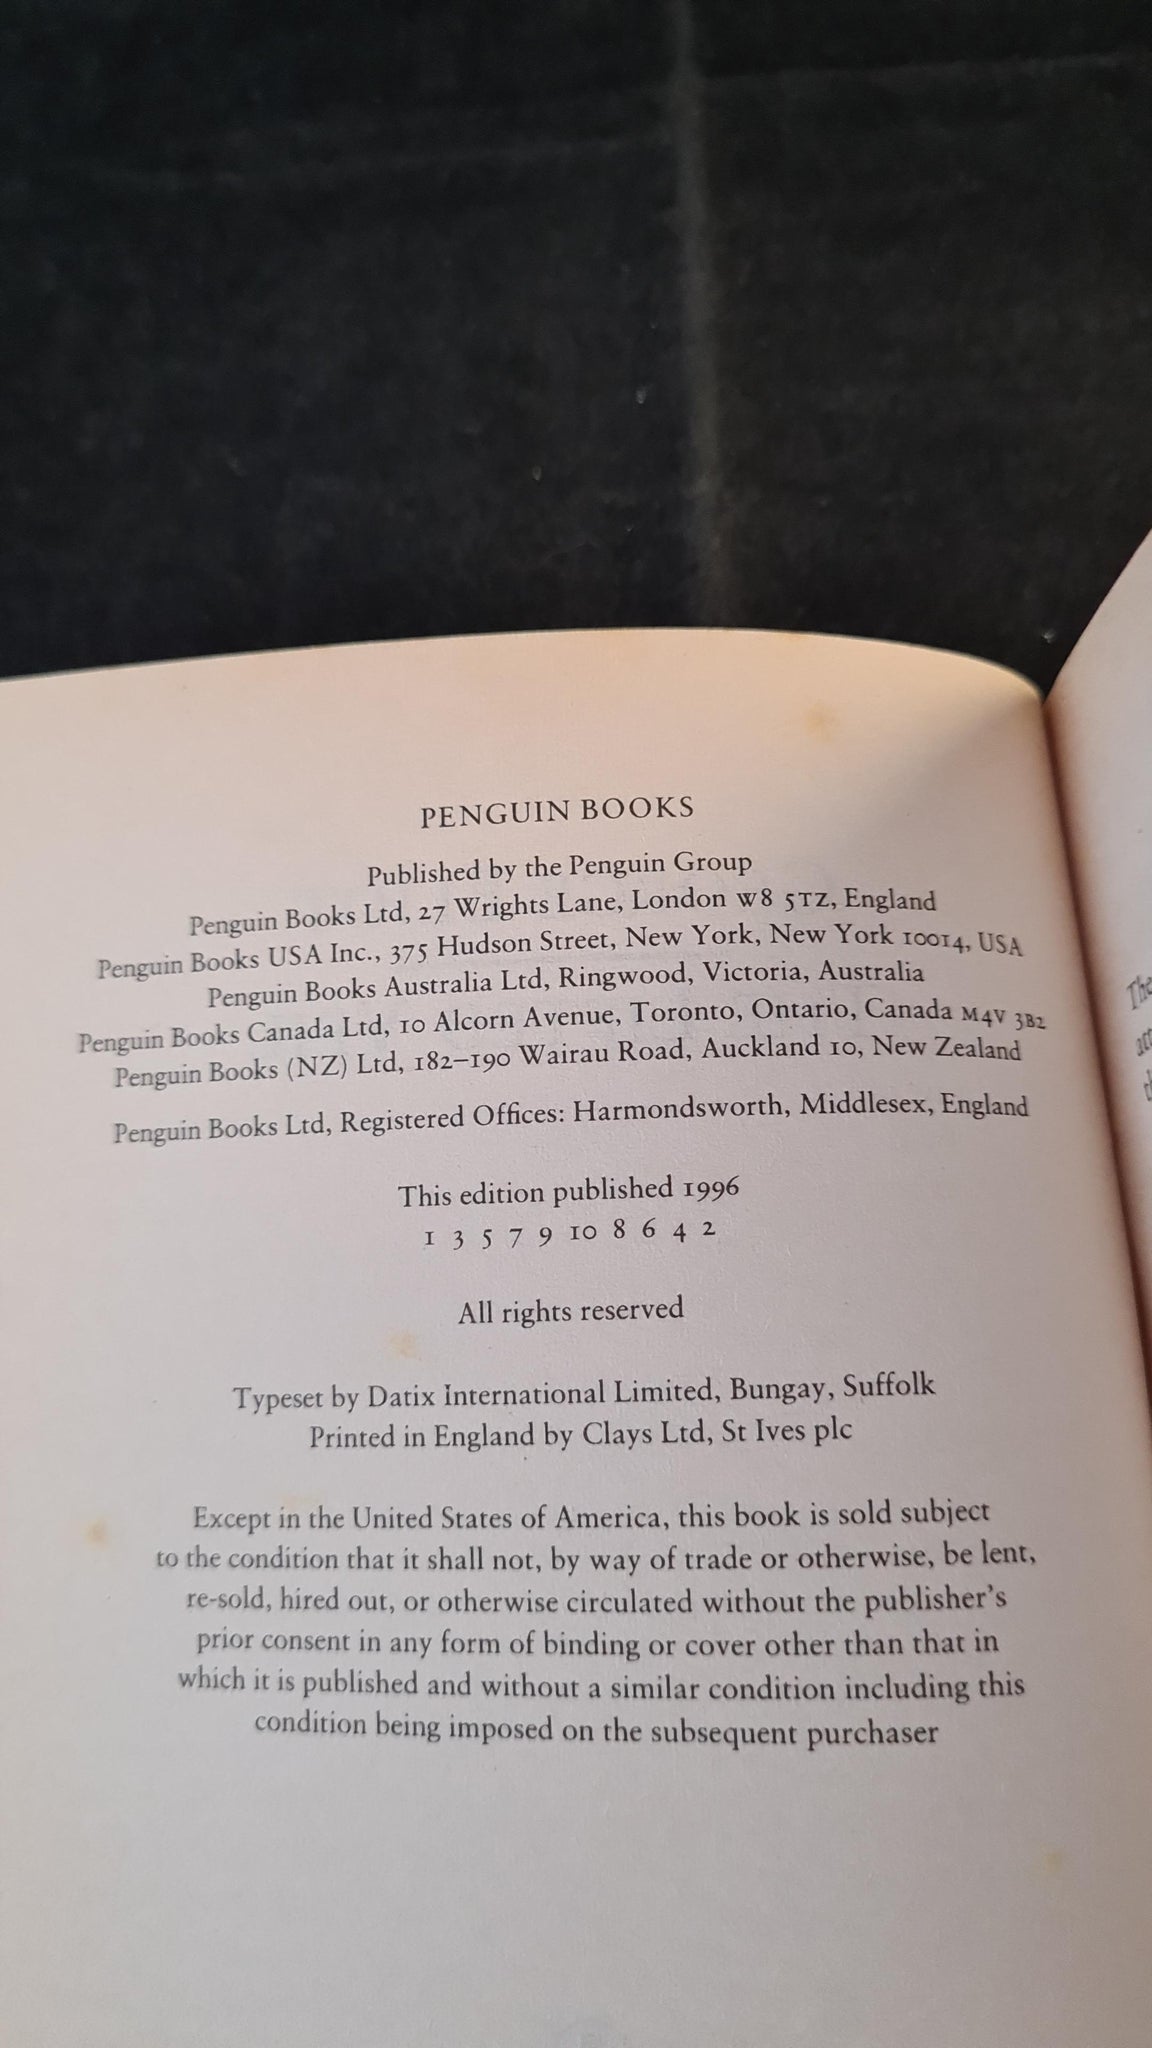 PENGUIN BOOKS
Published by the Penguin Group
Penguin Books Ltd, 27 Wrights Lane, London W8 5TZ, England
Penguin Books USA Inc., 375 Hudson Street, New York, New York 10014, USA
Penguin Books Australia Ltd, Ringwood, Victoria, Australia
Penguin Books Canada Ltd, 10 Alcorn Avenue, Toronto, Ontario, Canada M4V 3B2
Penguin Books (NZ) Ltd, 182–190 Wairau Road, Auckland 10, New Zealand
Penguin Books Ltd, Registered Offices: Harmondsworth, Middlesex, England
This edition published 1996
1 3 5 7 9 10 8 6 4 2
All rights reserved
Typeset by Datix International Limited, Bungay, Suffolk
Printed in England by Clays Ltd, St Ives plc
Except in the United States of America, this book is sold subject
to the condition that it shall not, by way of trade or otherwise, be lent,
re-sold, hired out, or otherwise circulated without the publisher's
prior consent in any form of binding or cover other than that in
which it is published and without a similar condition including this
condition being imposed on the subsequent purchaser